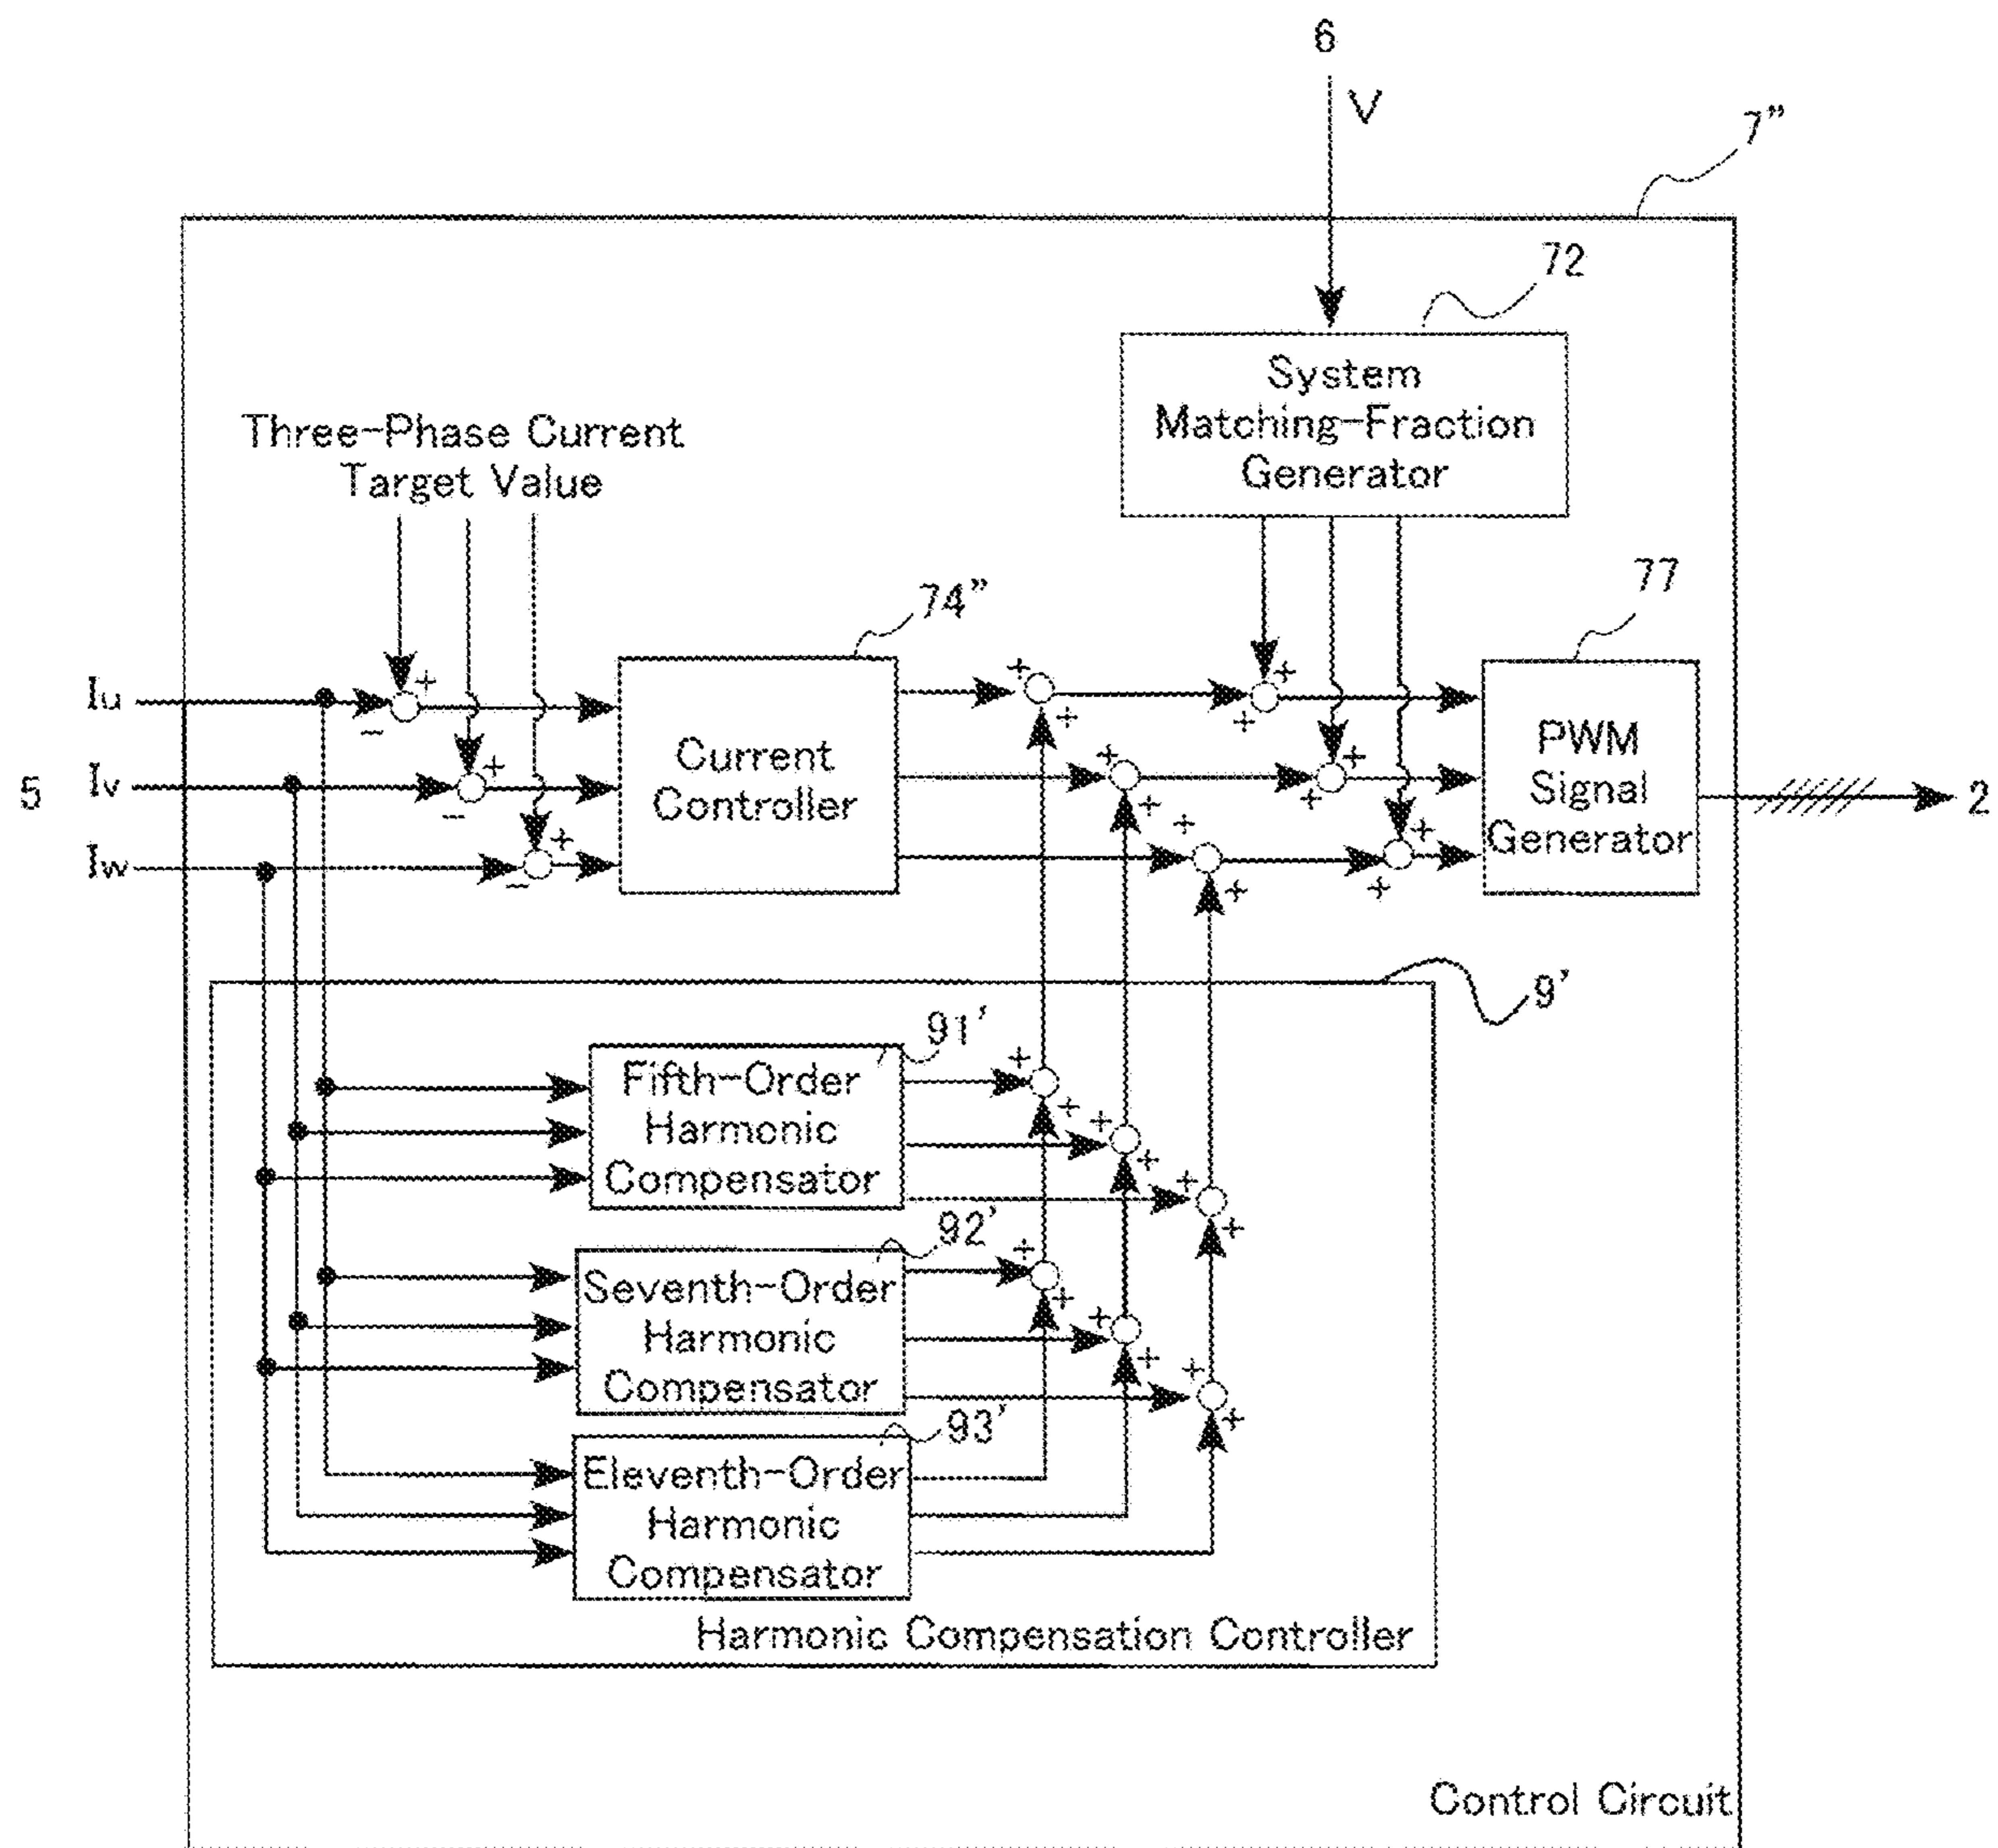 6
V
7”
72
System
Matching-Fraction
Generator
Three-Phase Current
Target Value
74”
77
Iu
+
−
+
+
+
+
5
Iv
+
−
Current
Controller
+
+
+
+
PWM
Signal
Generator
2
Iw
+
−
+
+
+
+
9’
91’
Fifth-Order
Harmonic
Compensator
+
+
+
+
+
+
92’
Seventh-Order
Harmonic
Compensator
+
+
+
+
+
+
93’
Eleventh-Order
Harmonic
Compensator
Harmonic Compensation Controller
Control Circuit